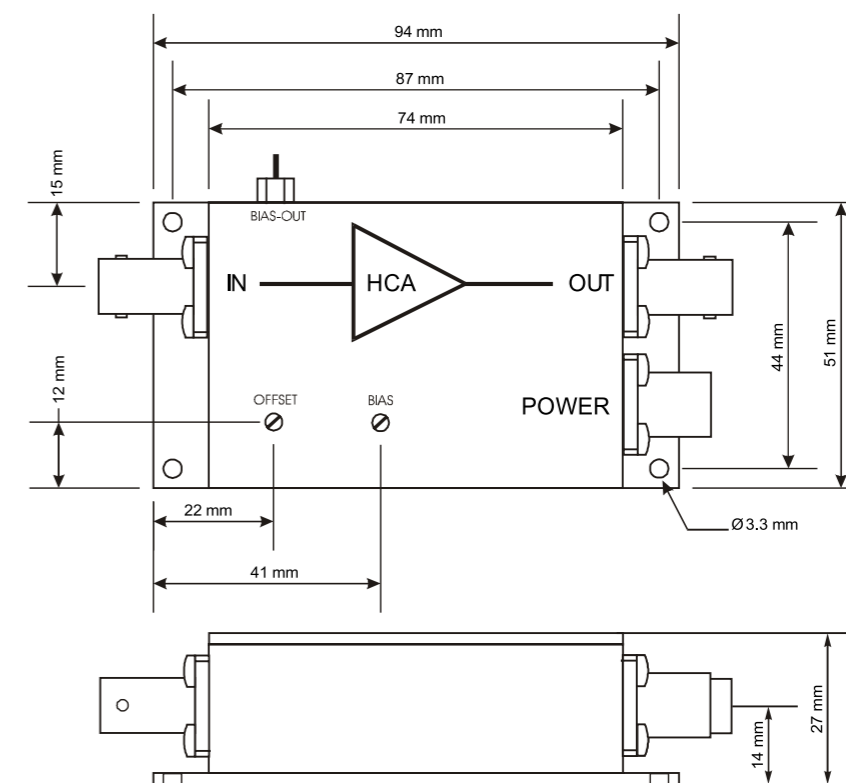 94 mm
87 mm
74 mm
15 mm
BIAS-OUT
IN
HCA
OUT
44 mm
51 mm
12 mm
OFFSET
BIAS
POWER
22 mm
Ø 3.3 mm
41 mm
27 mm
14 mm